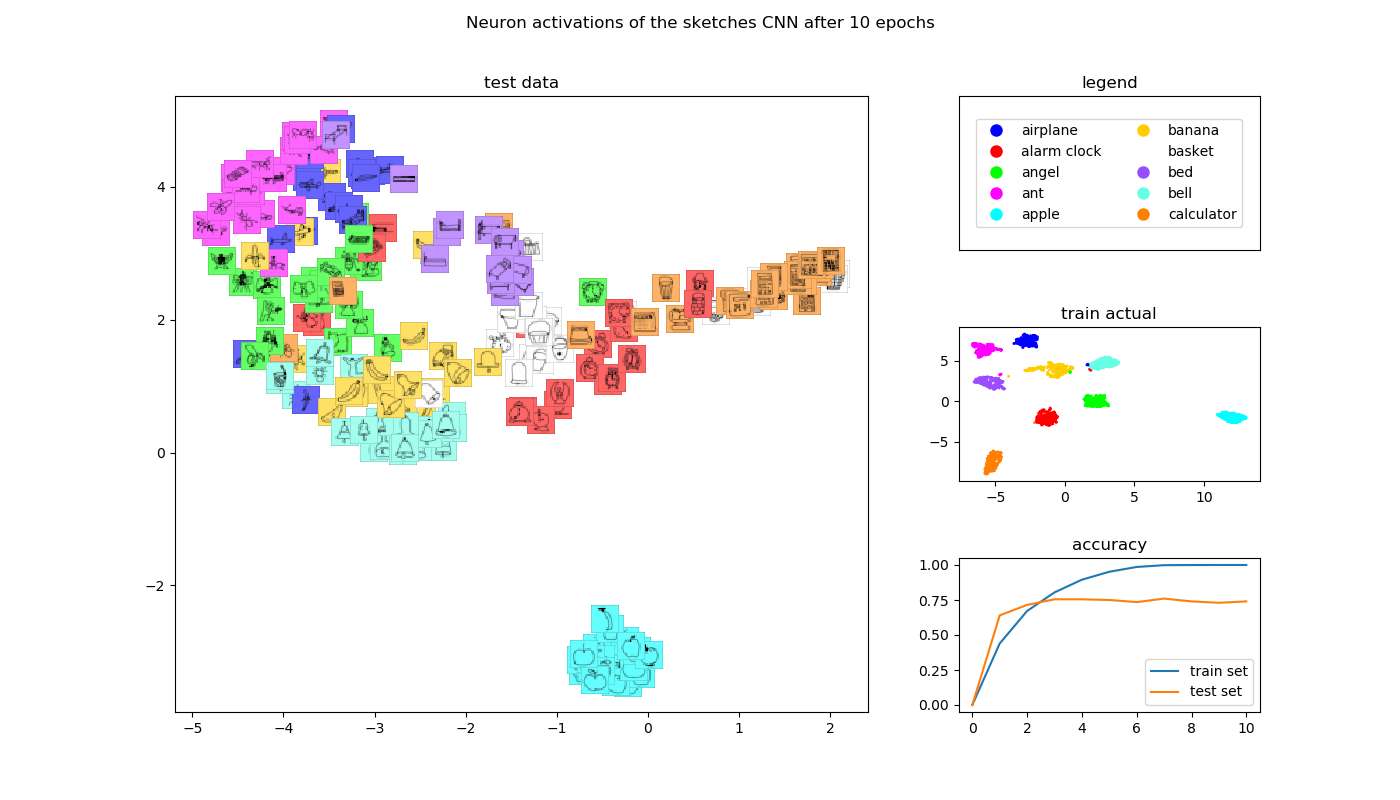 Neuron activations of the sketches CNN after 10 epochs
test data
4
2
0
−2
−5 −4 −3 −2 −1 0 1 2
legend
airplane banana
alarm clock basket
angel bed
ant bell
apple calculator
train actual
5
0
−5
−5 0 5 10
accuracy
1.00
0.75
0.50
0.25
0.00
train set
test set
0 2 4 6 8 10